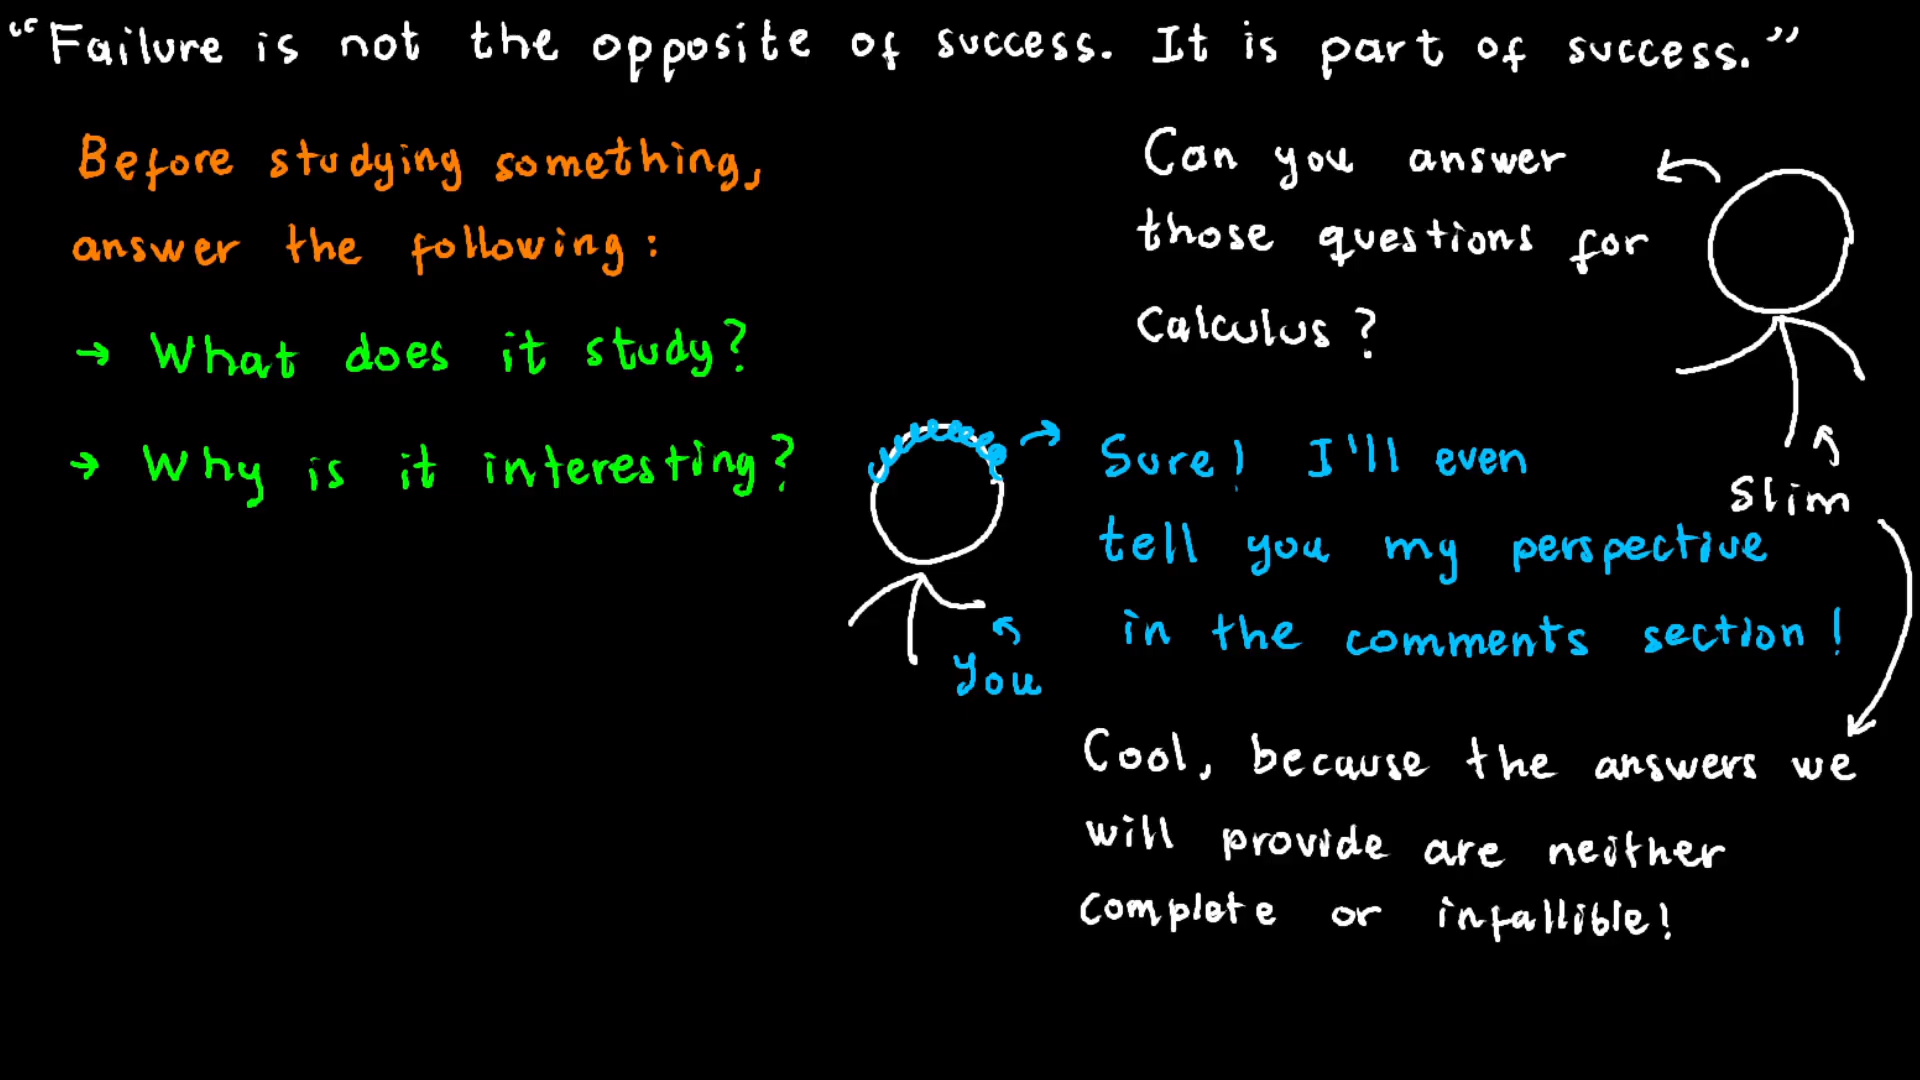 “Failure is not the opposite of success. It is part of success.”
Before studying something,
answer the following:
→ What does it study?
→ Why is it interesting?
Can you answer
those questions for
Calculus?
Slim
Sure! I'll even
tell you my perspective
in the comments section!
You
Cool, because the answers we
will provide are neither
complete or infallible!